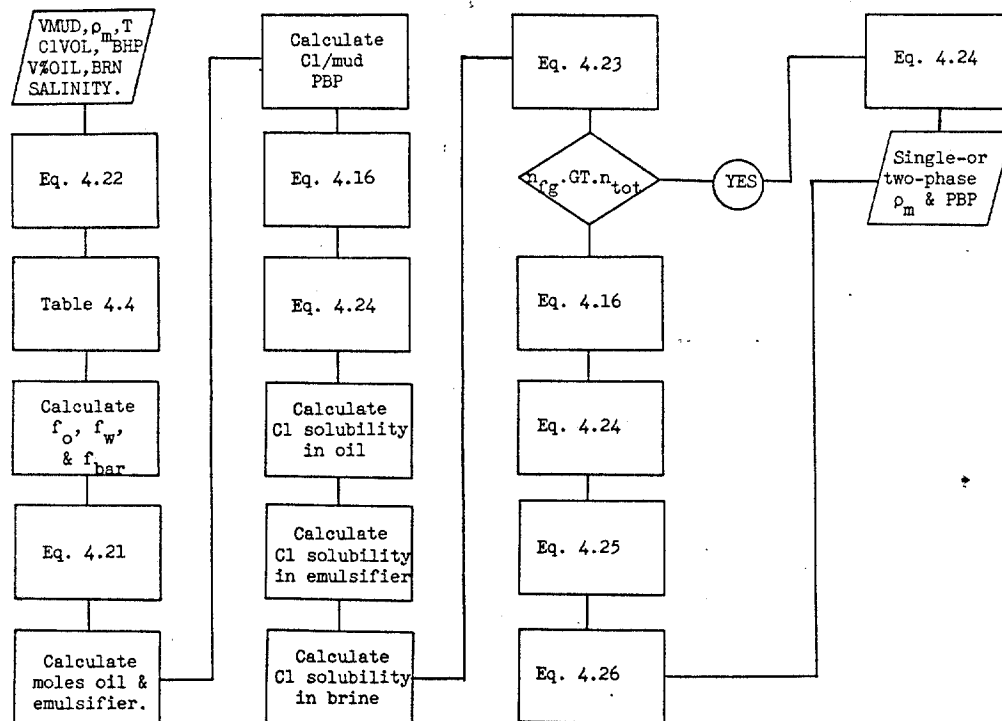 VMUD, ρm, T
C1VOL, BHP
V%OIL, BRN
SALINITY.
Eq. 4.22
Table 4.4
Calculate
fo, fw,
& fbar
Eq. 4.21
Calculate
moles oil &
emulsifier.
Calculate
C1/mud
PBP
Eq. 4.16
Eq. 4.24
Calculate
C1 solubility
in oil
Calculate
C1 solubility
in emulsifier
Calculate
C1 solubility
in brine
Eq. 4.23
nfg.GT.ntot
YES
Eq. 4.16
Eq. 4.24
Eq. 4.25
Eq. 4.26
Eq. 4.24
Single-or
two-phase
ρm & PBP